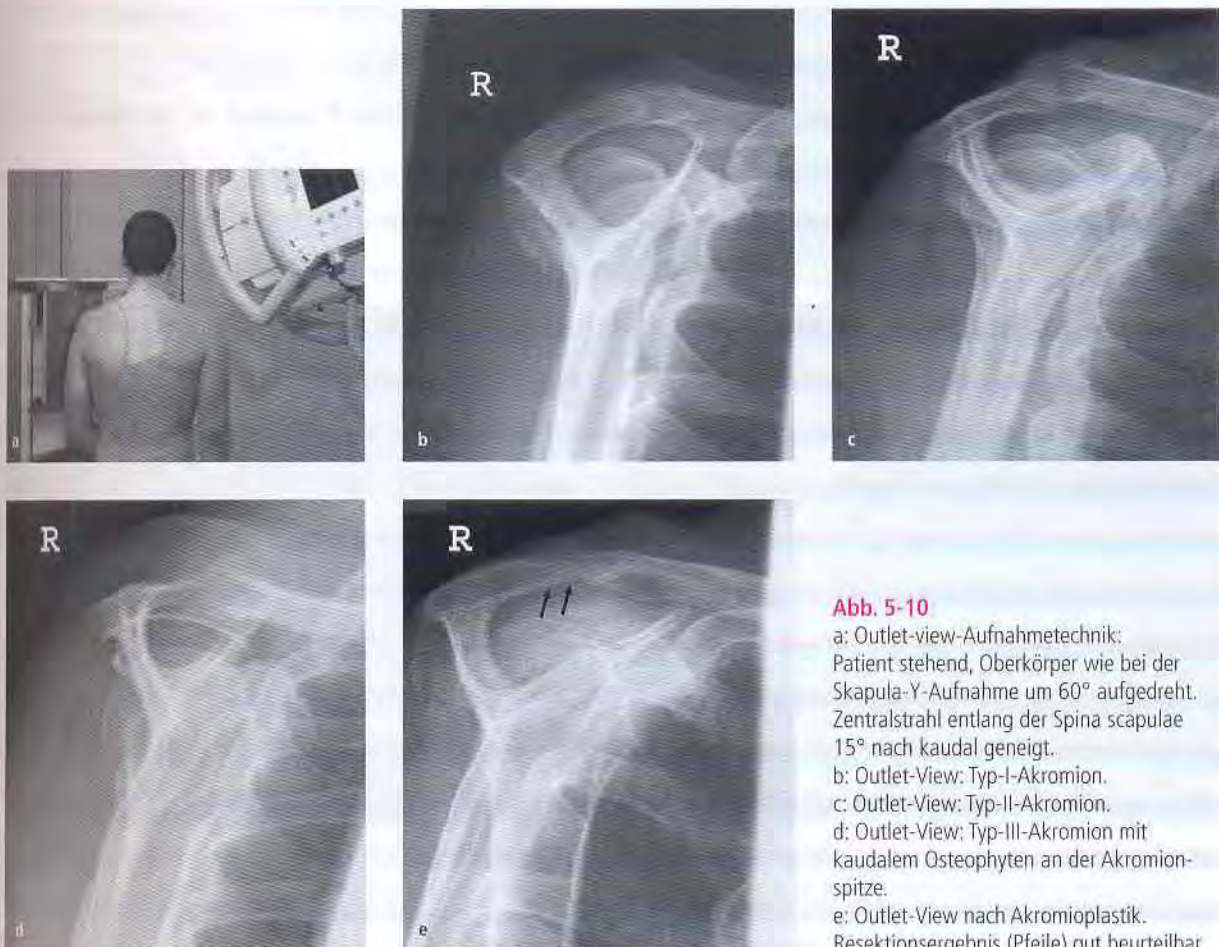 R
R
a
b
c
R
R
d
e
Abb. 5-10
a: Outlet-view-Aufnahmetechnik:
Patient stehend, Oberkörper wie bei der
Skapula-Y-Aufnahme um 60° aufgedreht.
Zentralstrahl entlang der Spina scapulae
15° nach kaudal geneigt.
b: Outlet-View: Typ-I-Akromion.
c: Outlet-View: Typ-II-Akromion.
d: Outlet-View: Typ-III-Akromion mit
kaudalem Osteophyten an der Akromion-
spitze.
e: Outlet-View nach Akromioplastik.
Resektionsergebnis (Pfeile) gut beurteilbar.